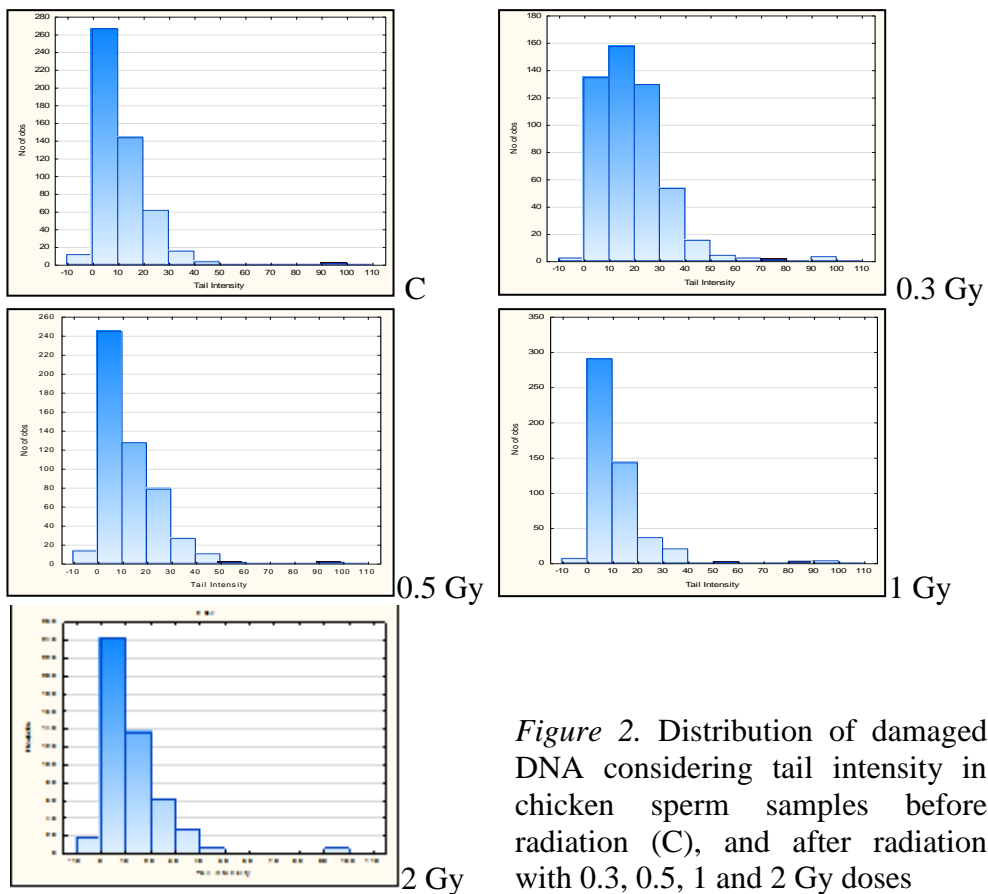 280
260
240
220
200
180
160
140
120
100
80
60
40
20
0
No of obs
-10 0 10 20 30 40 50 60 70 80 90 100 110
Tail Intensity
C
180
160
140
120
100
80
60
40
20
0
No of obs
-10 0 10 20 30 40 50 60 70 80 90 100 110
Tail Intensity
0.3 Gy
260
240
220
200
180
160
140
120
100
80
60
40
20
0
No of obs
-10 0 10 20 30 40 50 60 70 80 90 100 110
Tail Intensity
0.5 Gy
350
300
250
200
150
100
50
0
No of obs
-10 0 10 20 30 40 50 60 70 80 90 100 110
Tail Intensity
1 Gy
2 Gy
Figure 2. Distribution of damaged
DNA considering tail intensity in
chicken sperm samples before
radiation (C), and after radiation
with 0.3, 0.5, 1 and 2 Gy doses